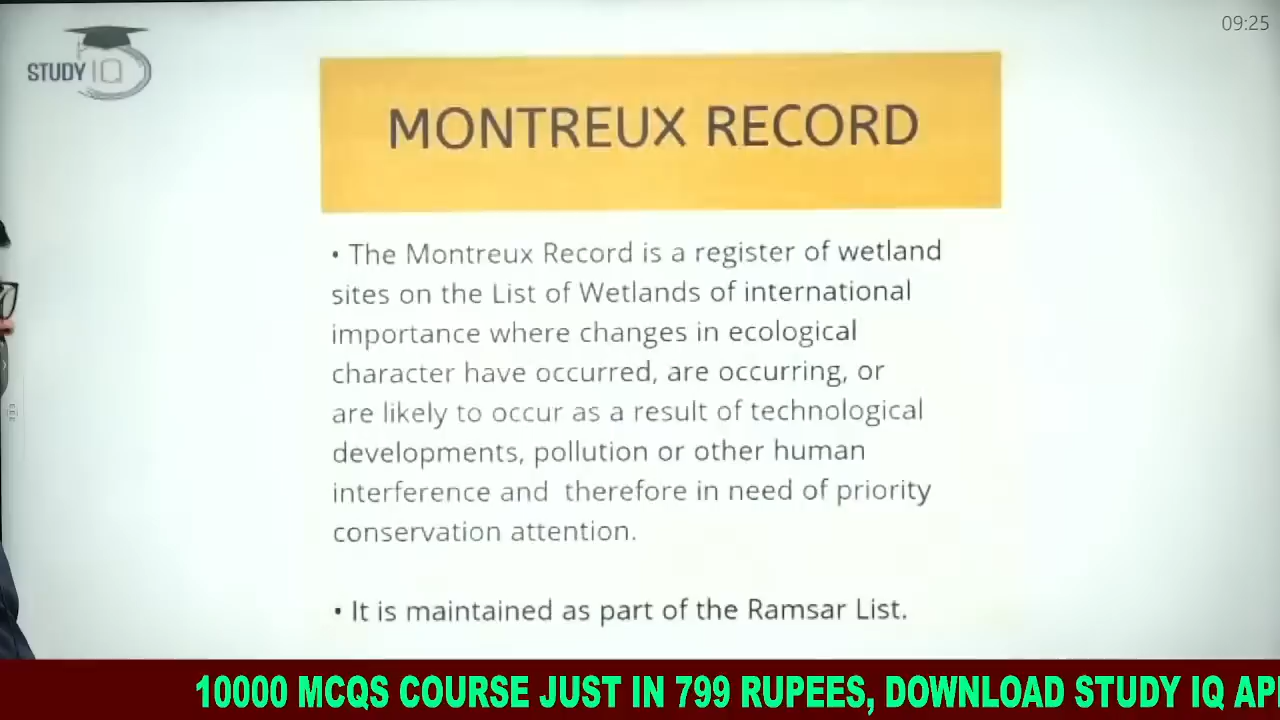 09:25
STUDY IQ
MONTREUX RECORD
• The Montreux Record is a register of wetland
sites on the List of Wetlands of international
importance where changes in ecological
character have occurred, are occurring, or
are likely to occur as a result of technological
developments, pollution or other human
interference and therefore in need of priority
conservation attention.
• It is maintained as part of the Ramsar List.
10000 MCQS COURSE JUST IN 799 RUPEES, DOWNLOAD STUDY IQ